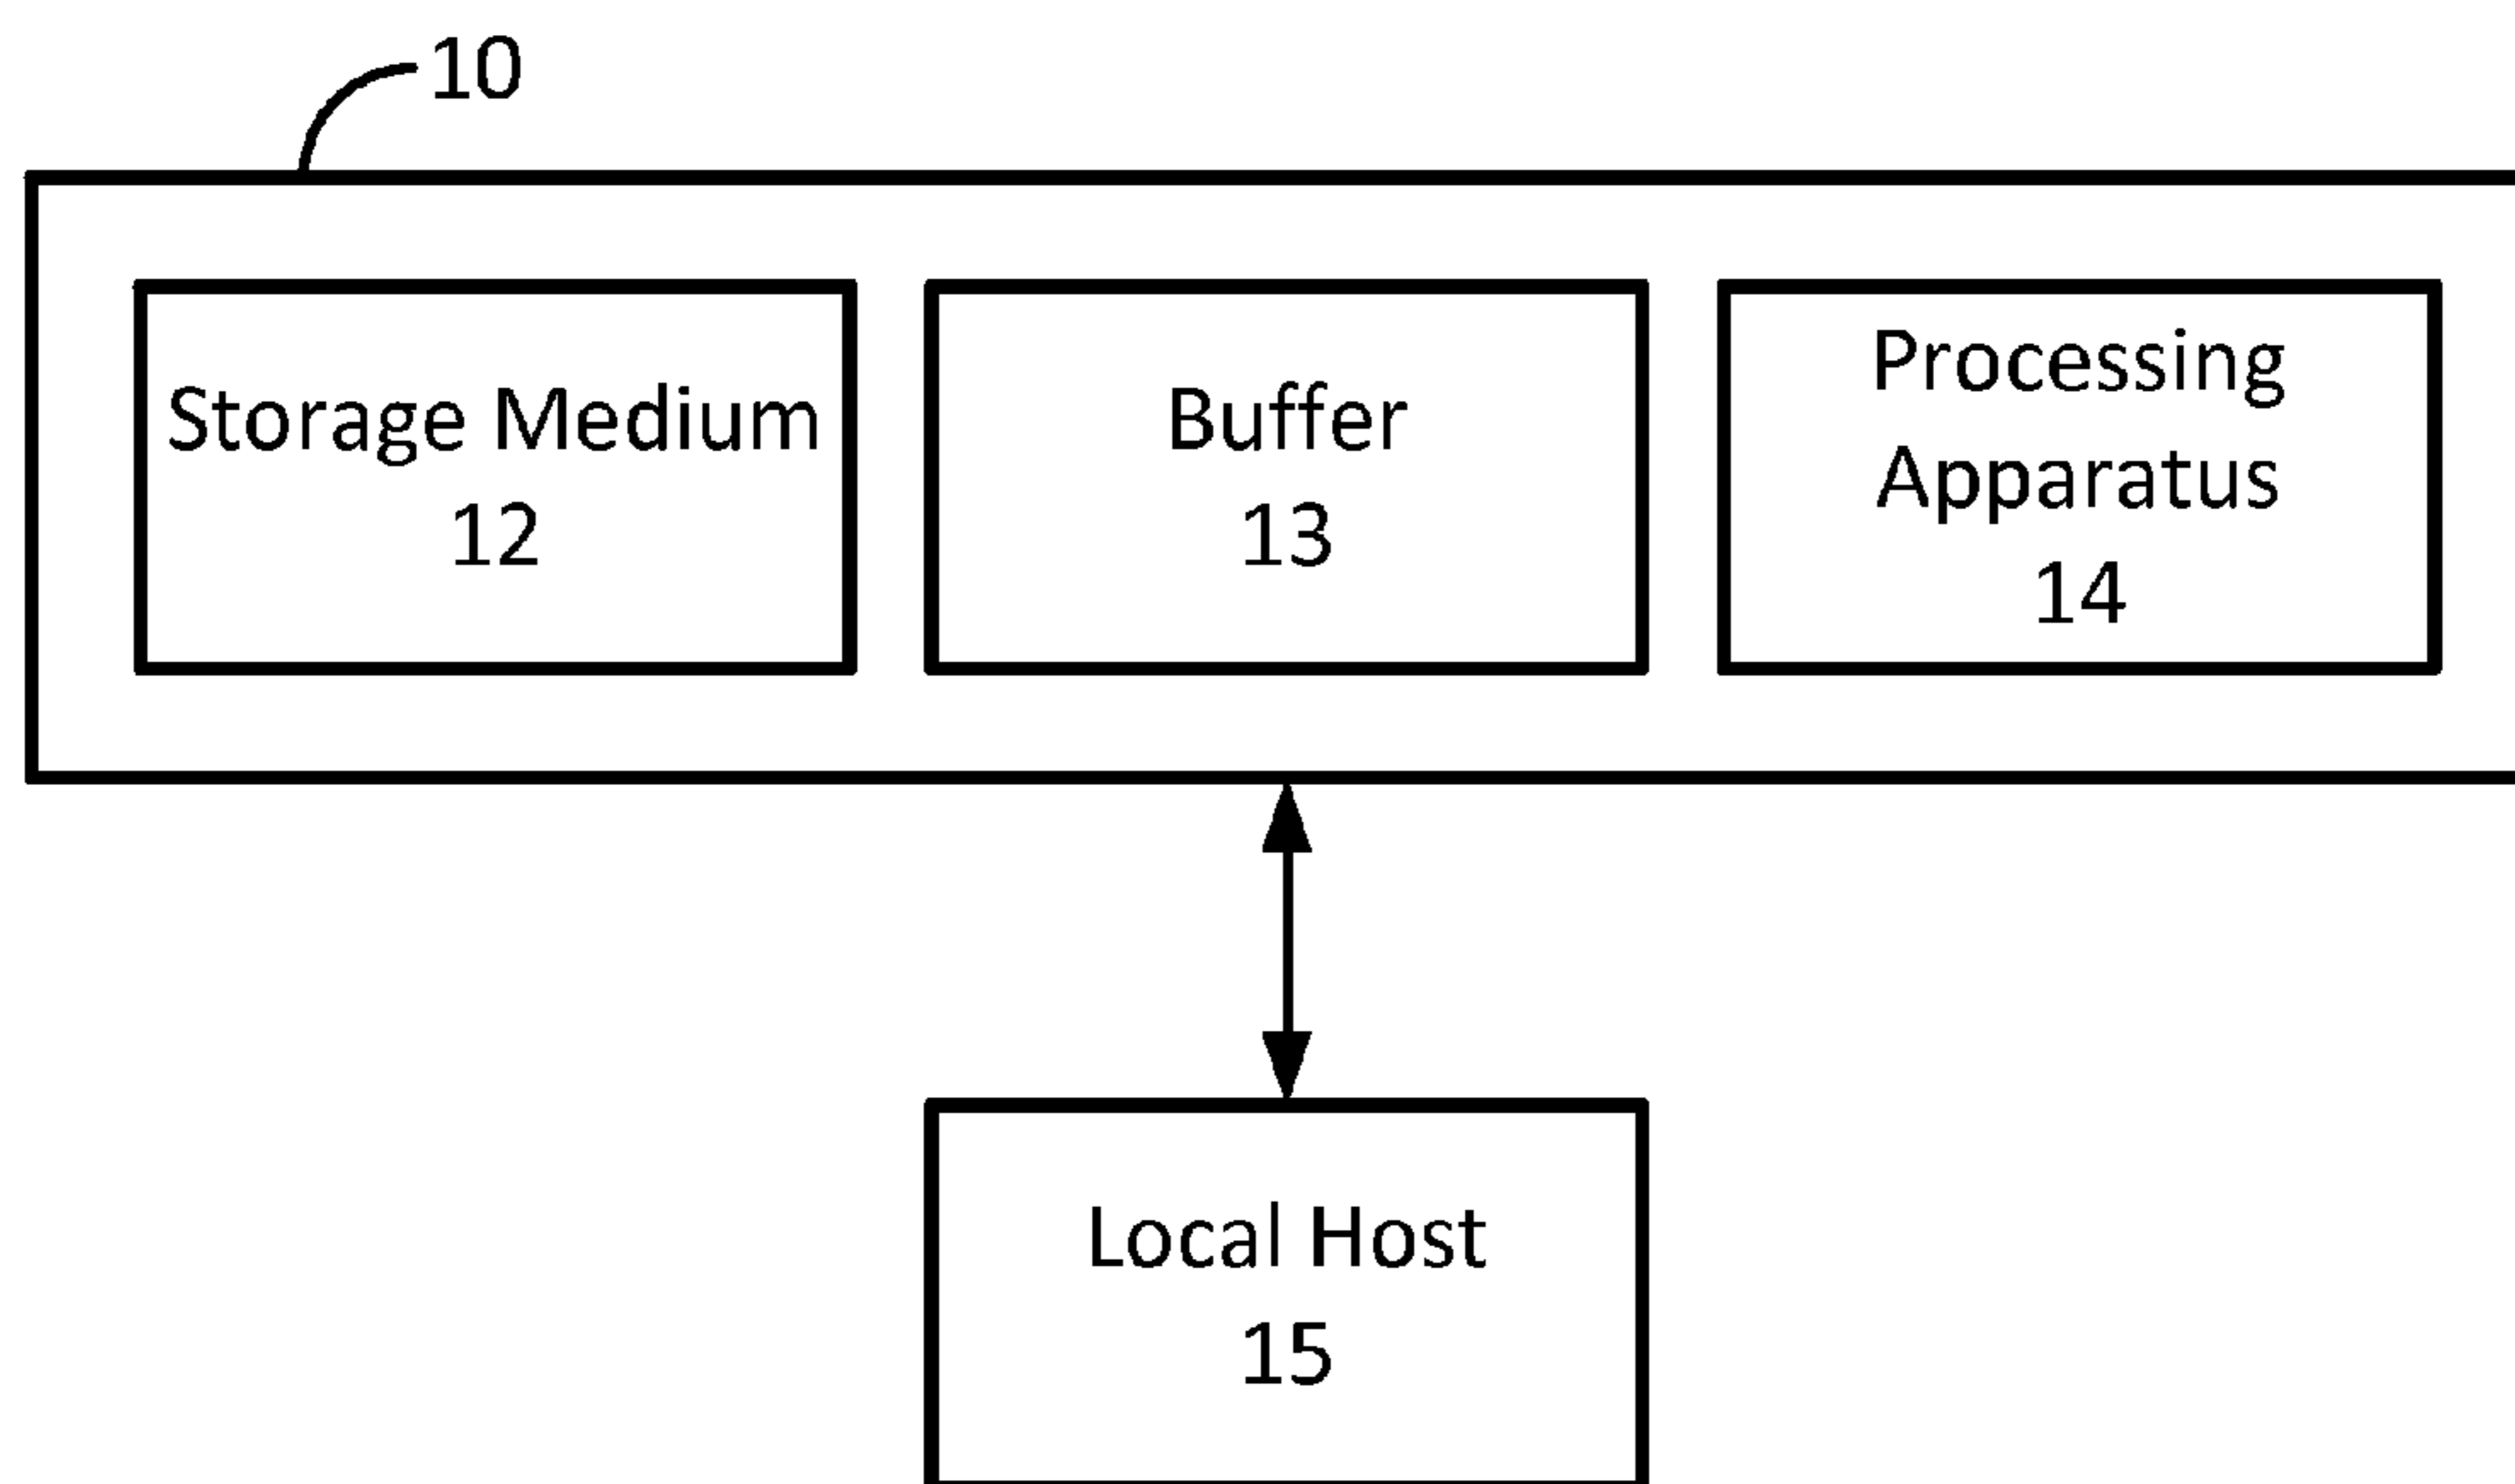 10
Storage Medium
12
Buffer
13
Processing
Apparatus
14
Local Host
15